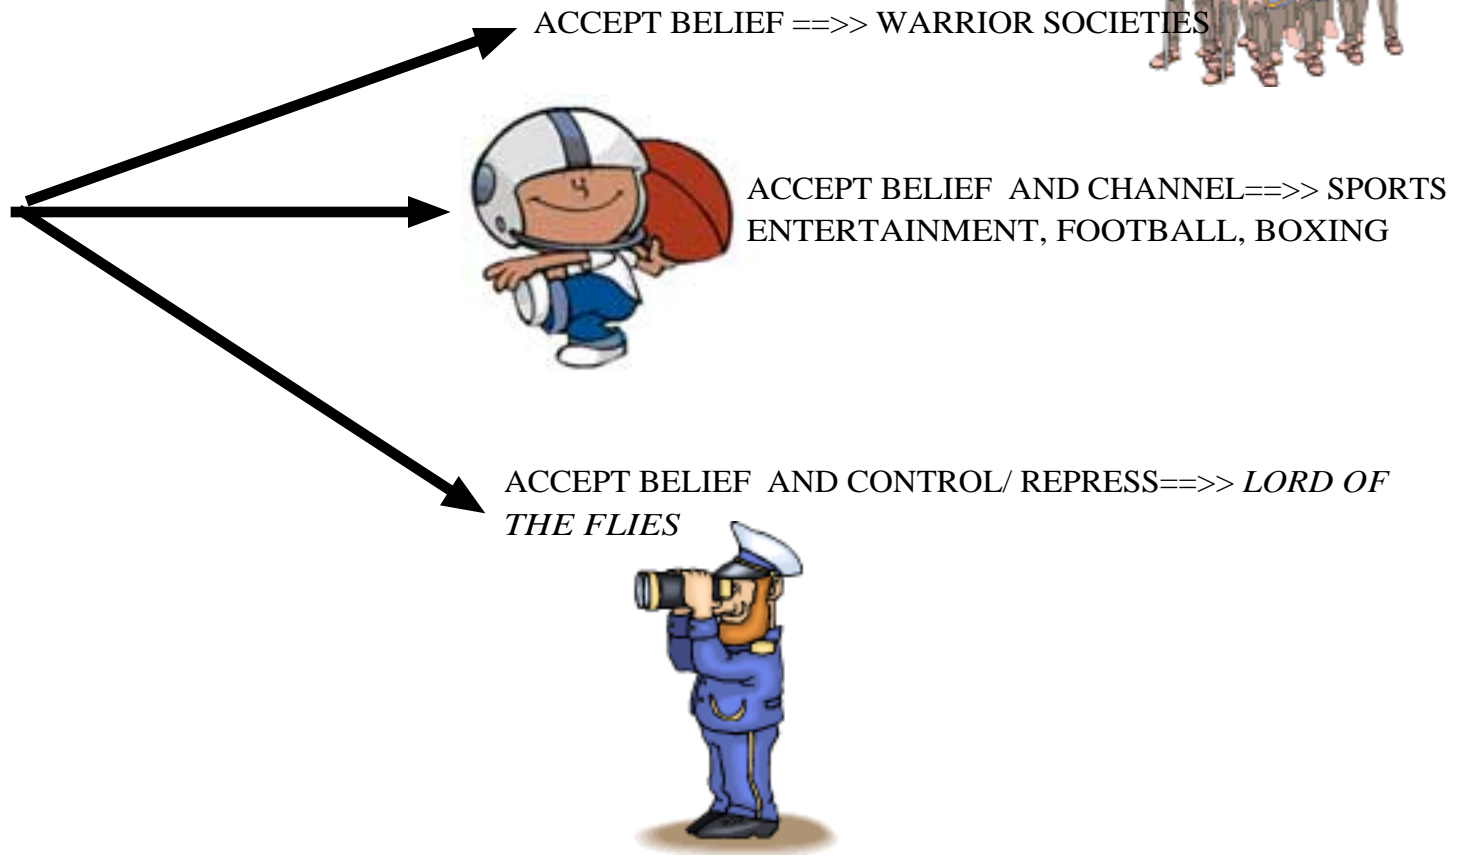 ACCEPT BELIEF ==>> WARRIOR SOCIETIES
ACCEPT BELIEF  AND CHANNEL==>> SPORTS
ENTERTAINMENT, FOOTBALL, BOXING
ACCEPT BELIEF  AND CONTROL/ REPRESS==>> LORD OF
THE FLIES